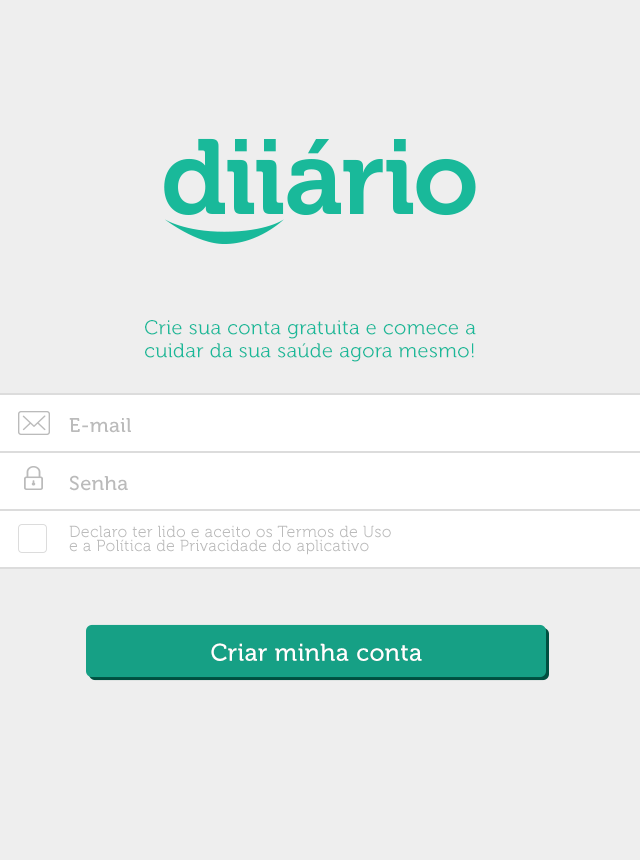 diiário
Crie sua conta gratuita e comece a
cuidar da sua saúde agora mesmo!
E-mail
Senha
Declaro ter lido e aceito os Termos de Uso
e a Política de Privacidade do aplicativo
Criar minha conta